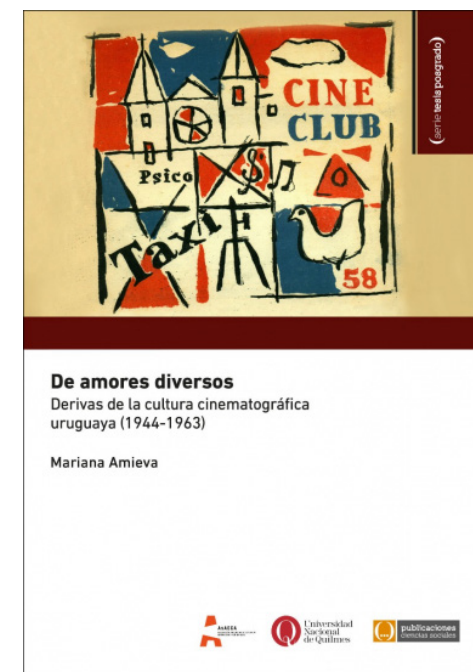 (serie tesis posgrado)
CINE
CLUB
Psico
Taxi
58
De amores diversos
Derivas de la cultura cinematográfica
uruguaya (1944-1963)
Mariana Amieva
AsAECA
Universidad
Nacional
de Quilmes
publicaciones
ciencias sociales